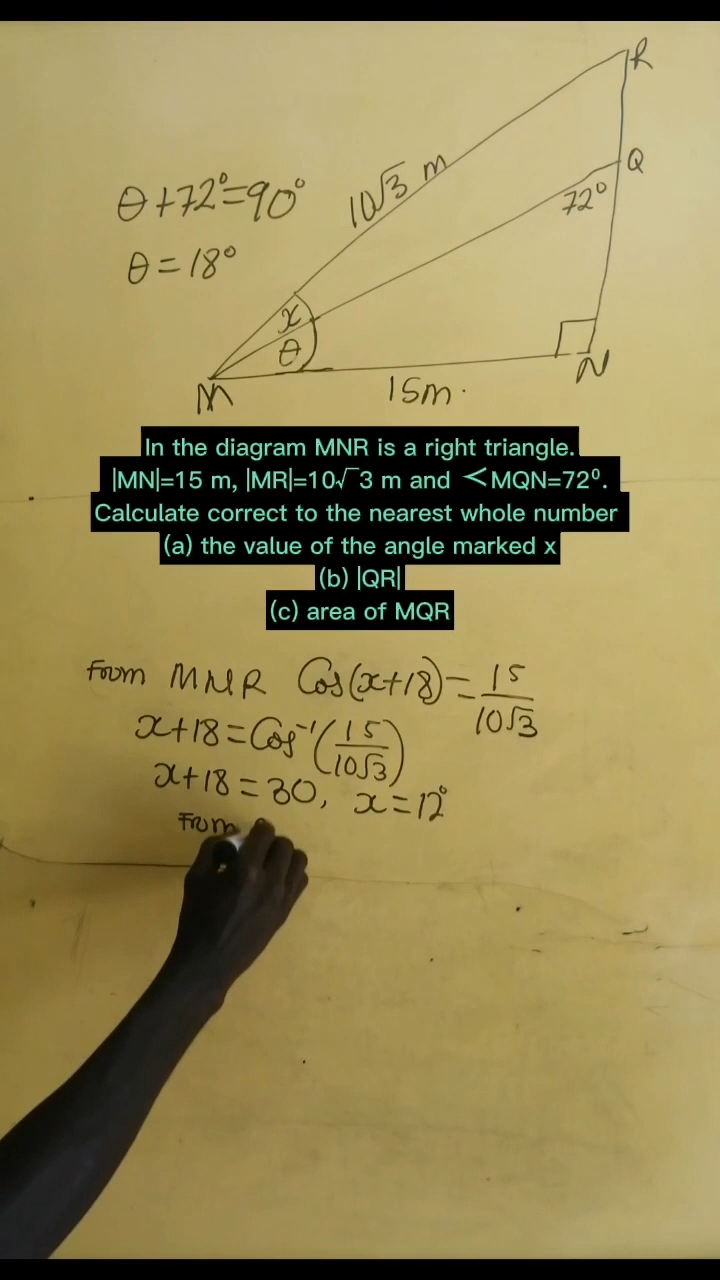 R
Q
10√3 m
72°
θ+72°=90°
θ=18°
x
θ
M
15m.
N
In the diagram MNR is a right triangle.
|MN|=15 m, |MR|=10√3 m and <MQN=72⁰.
Calculate correct to the nearest whole number
(a) the value of the angle marked x
(b) |QR|
(c) area of MQR
From MNR Cos(x+18)=15/10√3
x+18=Cos⁻¹(15/10√3)
x+18=30, x=12°
From